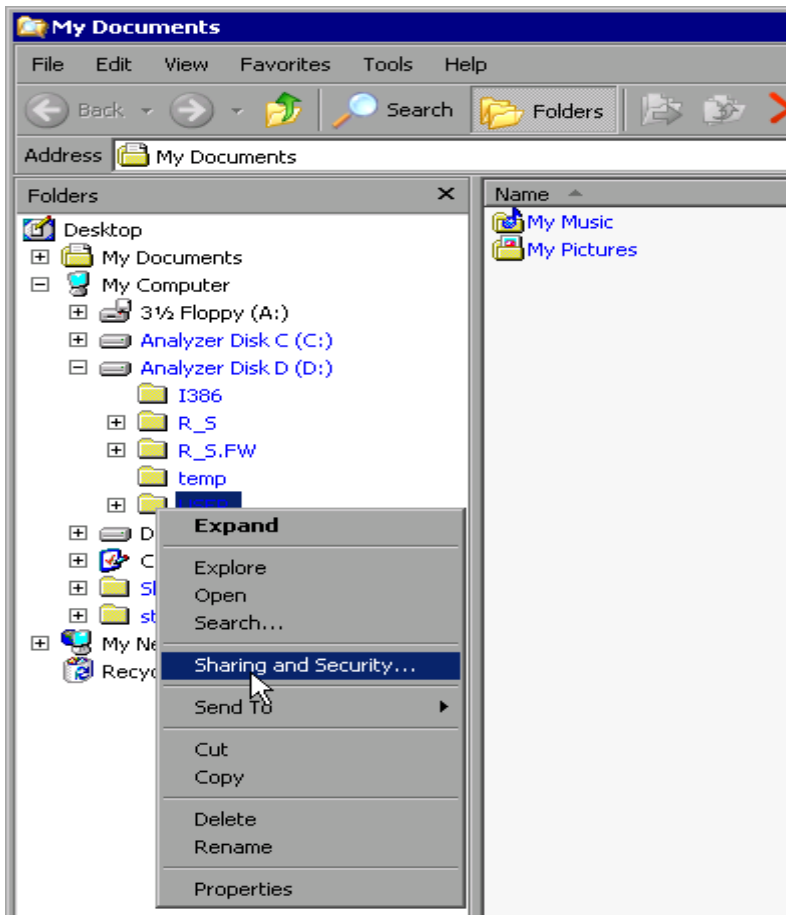 My Documents
File Edit View Favorites Tools Help
Back Search Folders
Address My Documents
Folders
Name
Desktop
My Documents
My Computer
3½ Floppy (A:)
Analyzer Disk C (C:)
Analyzer Disk D (D:)
I386
R_S
R_S.FW
temp
My Music
My Pictures
Expand
Explore
Open
Search...
Sharing and Security...
Send To
Cut
Copy
Delete
Rename
Properties